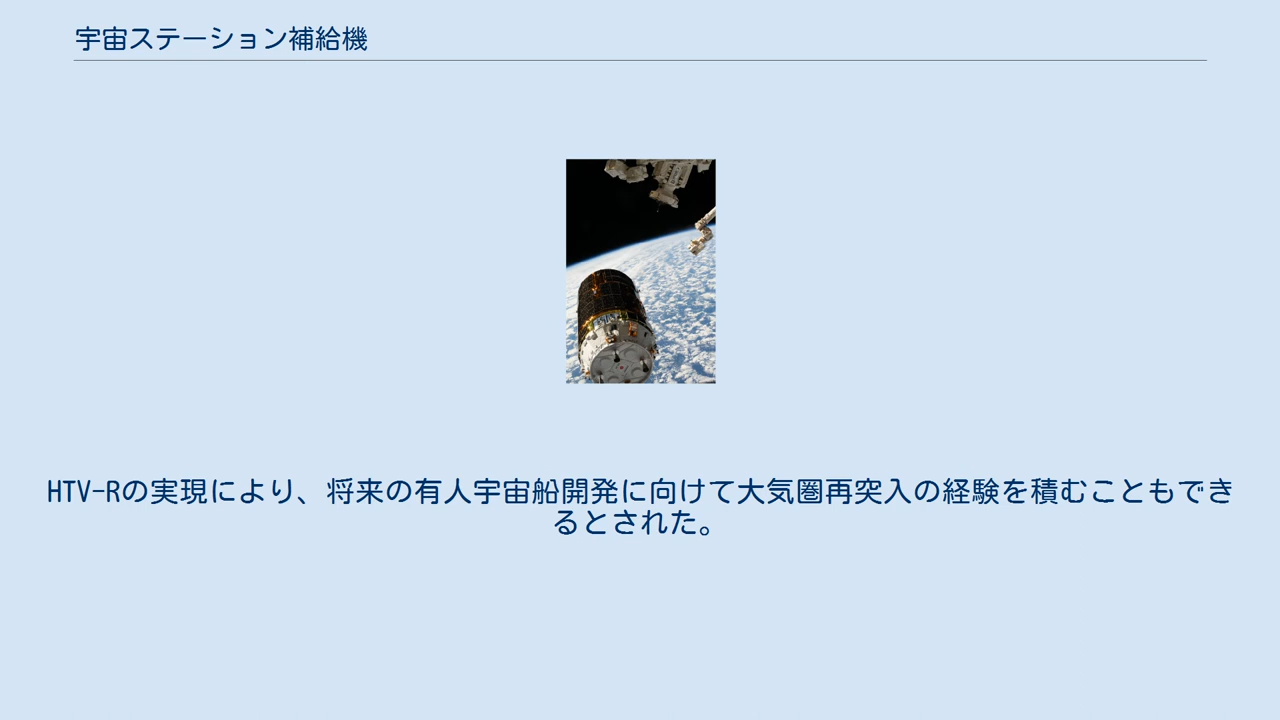 宇宙ステーション補給機
HTV-Rの実現により、将来の有人宇宙船開発に向けて大気圏再突入の経験を積むこともでき
るとされた。